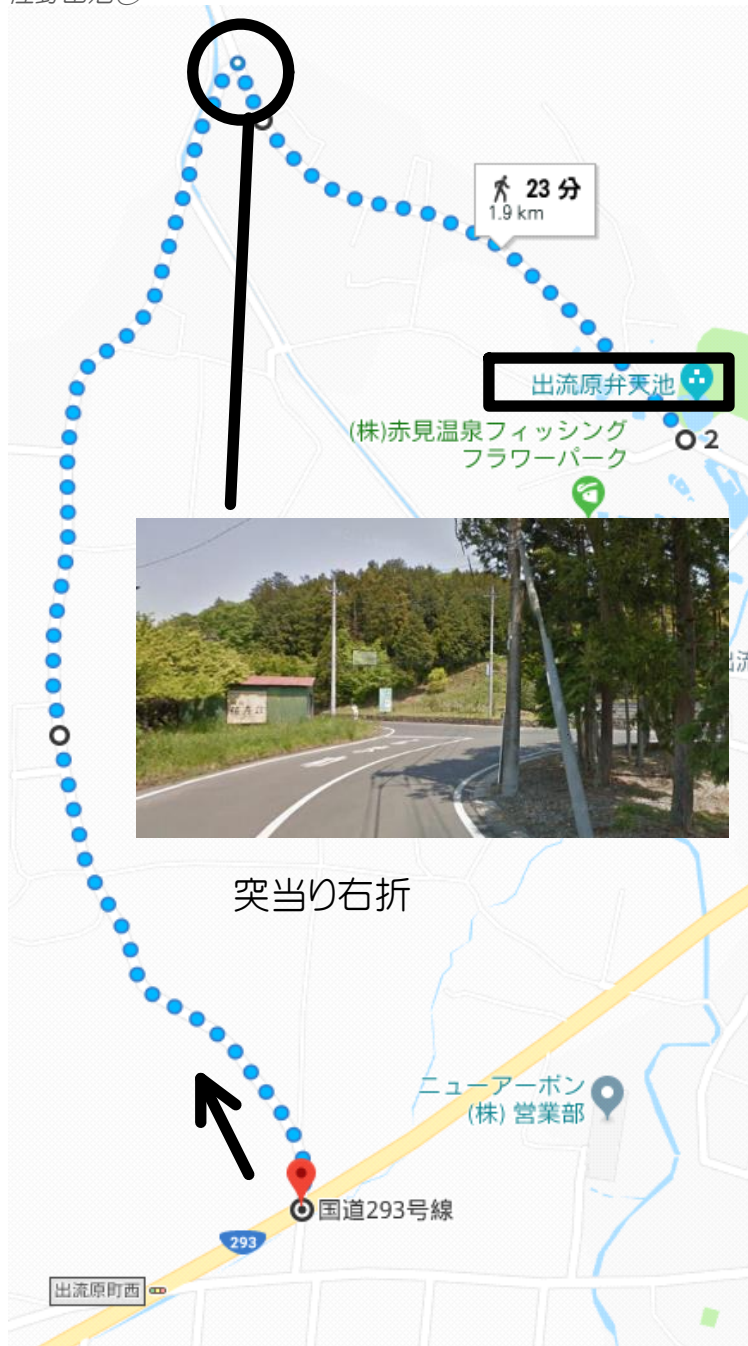 23 分
1.9 km
出流原弁天池
(株)赤見温泉フィッシング
フラワーパーク
2
突当り右折
ニューアーボン
(株) 営業部
国道293号線
293
出流原町西